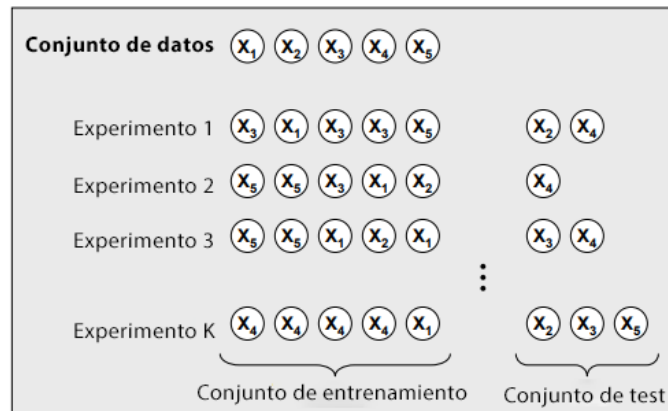 Conjunto de datos X₁ X₂ X₃ X₄ X₅
Experimento 1 X₃ X₁ X₃ X₃ X₅ X₂ X₄
Experimento 2 X₅ X₅ X₃ X₁ X₂ X₄
Experimento 3 X₅ X₅ X₁ X₂ X₁ X₃ X₄
Experimento K X₄ X₄ X₄ X₄ X₁ X₂ X₃ X₅
Conjunto de entrenamiento Conjunto de test